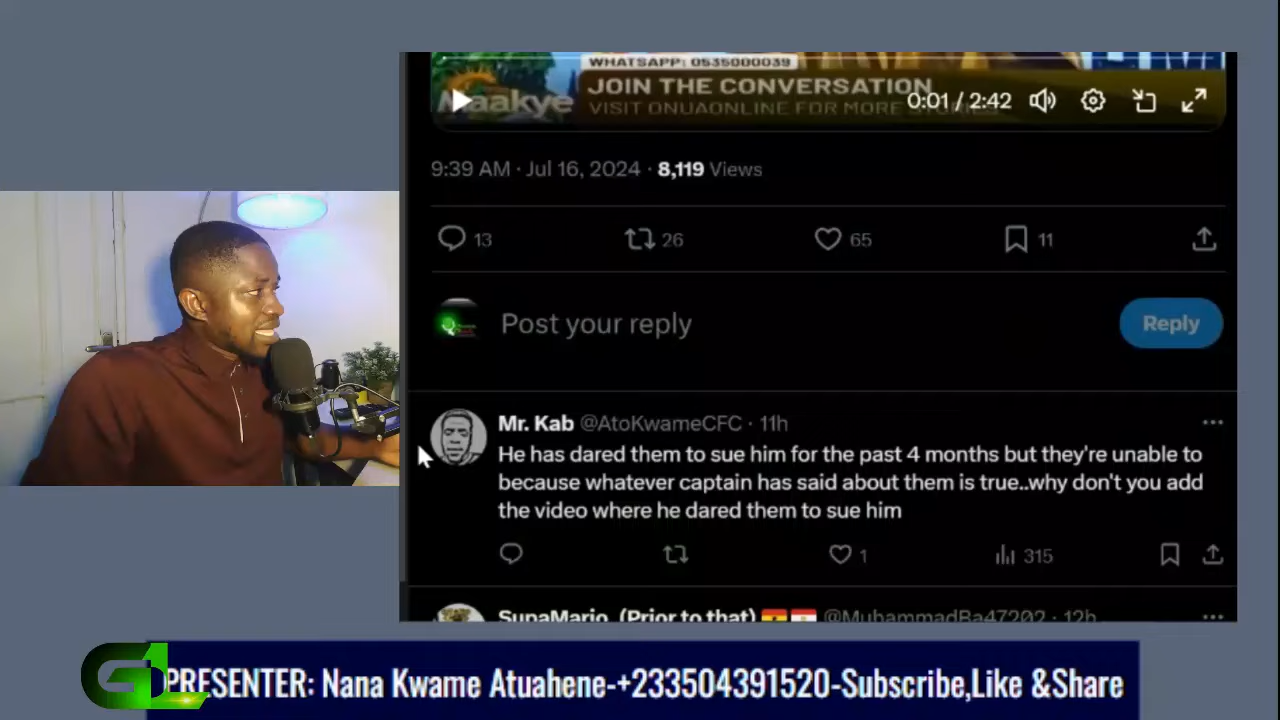 WHATSAPP: 0535000039
Maakye
JOIN THE CONVERSATION
VISIT ONUAONLINE FOR MORE
0:01 / 2:42
9:39 AM · Jul 16, 2024 · 8,119 Views
13 26 65 11
Post your reply
Reply
Mr. Kab @AtoKwameCFC · 11h
He has dared them to sue him for the past 4 months but they're unable to
because whatever captain has said about them is true..why don't you add
the video where he dared them to sue him
1 315
SupaMario, (Prior to that) @MuhammadBa47202 · 12h
PRESENTER: Nana Kwame Atuahene-+233504391520-Subscribe,Like &Share